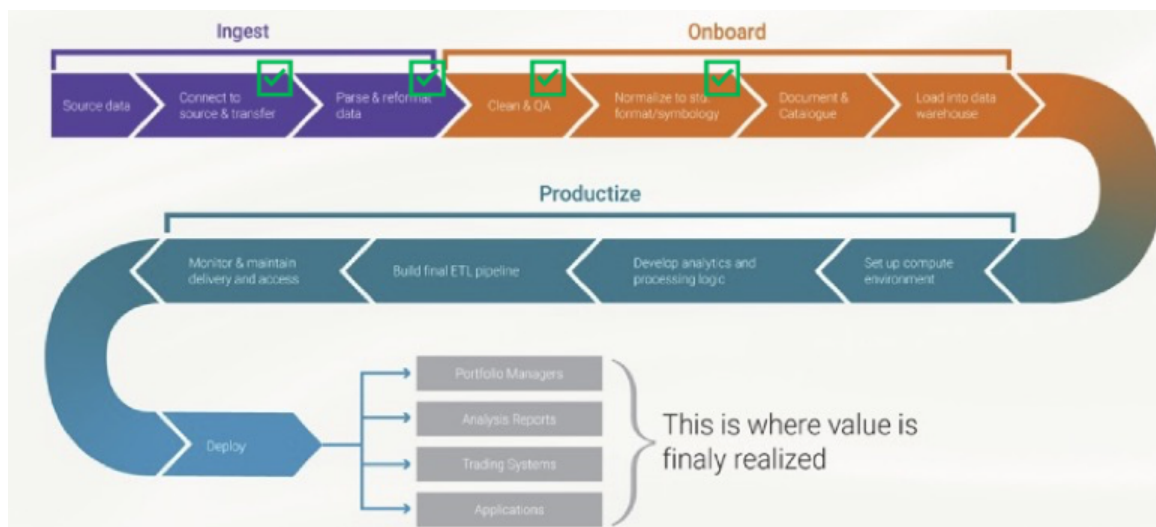 Ingest
Onboard
Source data
Connect to
source & transfer
Parse & reformat
data
Clean & QA
Normalize to std.
format/symbology
Document &
Catalogue
Load into data
warehouse
Productize
Monitor & maintain
delivery and access
Build final ETL pipeline
Develop analytics and
processing logic
Set up compute
environment
Deploy
Portfolio Managers
Analysis Reports
Trading Systems
Applications
This is where value is
finaly realized